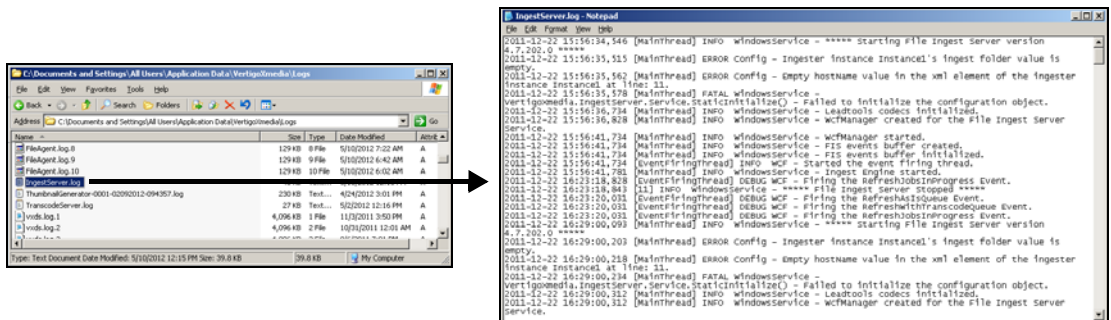 C:\Documents and Settings\All Users\Application Data\VertigoXmedia\Logs
File Edit View Favorites Tools Help
Back Search Folders
Address C:\Documents and Settings\All Users\Application Data\VertigoXmedia\Logs Go
Name Size Type Date Modified Attrib
FileAgent.log.8 129 KB 8 File 5/10/2012 7:22 AM A
FileAgent.log.9 129 KB 9 File 5/10/2012 6:42 AM A
FileAgent.log.10 129 KB 10 File 5/10/2012 6:02 AM A
IngestServer.log
ThumbnailGenerator-0001-02092012-094357.log 230 KB Text... 4/24/2012 3:01 PM A
TranscodeServer.log 27 KB Text... 5/2/2012 12:16 PM A
vxds.log.1 4,096 KB 1 File 11/3/2011 3:50 PM A
vxds.log.2 4,096 KB 2 File 10/31/2011 12:01 AM A
Type: Text Document Date Modified: 5/10/2012 12:15 PM Size: 39.8 KB 39.8 KB My Computer
IngestServer.log - Notepad
File Edit Format View Help
2011-12-22 15:56:34,546 [MainThread] INFO WindowsService - ***** Starting File Ingest Server version
4.7.202.0 *****
2011-12-22 15:56:35,515 [MainThread] ERROR Config - Ingester instance Instance1's ingest folder value is
empty.
2011-12-22 15:56:35,562 [MainThread] ERROR Config - Empty hostName value in the xml element of the ingester
instance Instance1 at line: 11.
2011-12-22 15:56:35,578 [MainThread] FATAL WindowsService -
VertigoXmedia.IngestServer.Service.StaticInitialize() - Failed to initialize the configuration object.
2011-12-22 15:56:36,734 [MainThread] INFO WindowsService - Leadtools codecs initialized.
2011-12-22 15:56:36,828 [MainThread] INFO WindowsService - WcfManager created for the File Ingest Server
Service.
2011-12-22 15:56:41,734 [MainThread] INFO WindowsService - WcfManager started.
2011-12-22 15:56:41,734 [MainThread] INFO WindowsService - FIS events buffer created.
2011-12-22 15:56:41,734 [MainThread] INFO WindowsService - FIS events buffer initialized.
2011-12-22 15:56:41,734 [EventFiringThread] INFO WCF - Started the event firing thread.
2011-12-22 15:56:41,781 [MainThread] INFO WindowsService - Ingest Engine started.
2011-12-22 16:23:18,828 [EventFiringThread] DEBUG WCF - Firing the RefreshJobsInProgress Event.
2011-12-22 16:23:18,843 [11] INFO WindowsService - ***** File Ingest Server Stopped *****
2011-12-22 16:23:20,031 [EventFiringThread] DEBUG WCF - Firing the RefreshAsIsQueue Event.
2011-12-22 16:23:20,031 [EventFiringThread] DEBUG WCF - Firing the RefreshWithTranscodeQueue Event.
2011-12-22 16:23:20,031 [EventFiringThread] DEBUG WCF - Firing the RefreshJobsInProgress Event.
2011-12-22 16:29:00,093 [MainThread] INFO WindowsService - ***** Starting File Ingest Server version
4.7.202.0 *****
2011-12-22 16:29:00,203 [MainThread] ERROR Config - Ingester instance Instance1's ingest folder value is
empty.
2011-12-22 16:29:00,218 [MainThread] ERROR Config - Empty hostName value in the xml element of the ingester
instance Instance1 at line: 11.
2011-12-22 16:29:00,234 [MainThread] FATAL WindowsService -
VertigoXmedia.IngestServer.Service.StaticInitialize() - Failed to initialize the configuration object.
2011-12-22 16:29:00,312 [MainThread] INFO WindowsService - Leadtools codecs initialized.
2011-12-22 16:29:00,312 [MainThread] INFO WindowsService - WcfManager created for the File Ingest Server
Service.